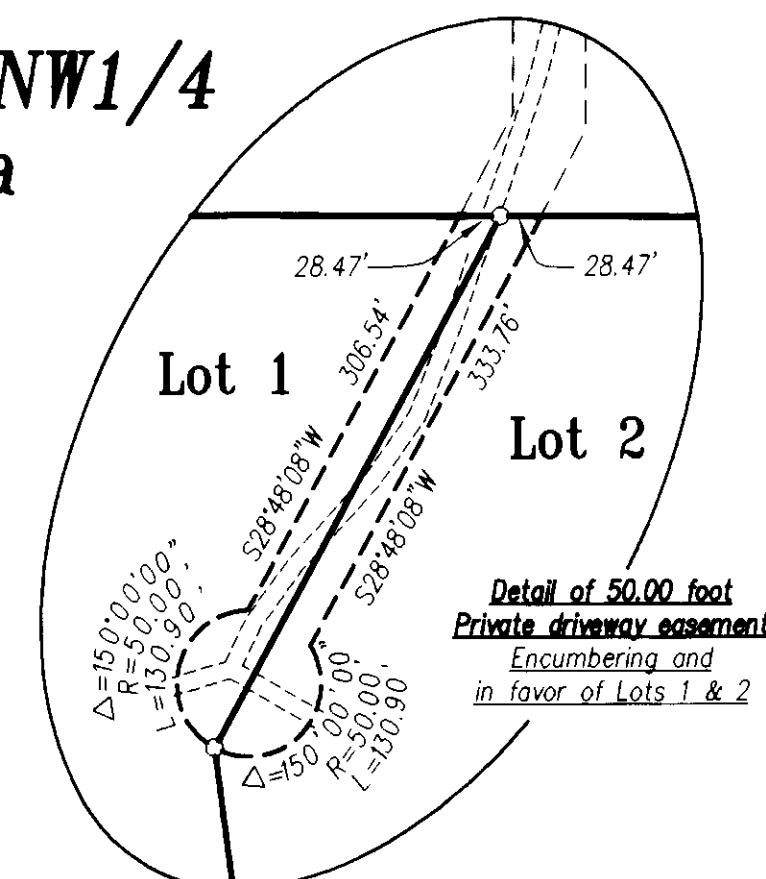 NW1/4
a
28.47'
28.47'
306.54'
333.76'
Lot 1
Lot 2
S28°48'08"W
S28°48'08"W
Δ=150°00'00"
R=50.00'
L=130.90'
Δ=150°00'00"
R=50.00'
L=130.90'
Detail of 50.00 foot
Private driveway easement
Encumbering and
in favor of Lots 1 & 2